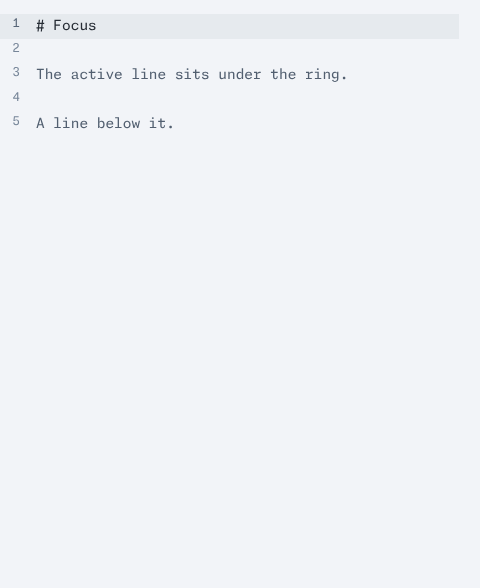 1 # Focus
2
3 The active line sits under the ring.
4
5 A line below it.